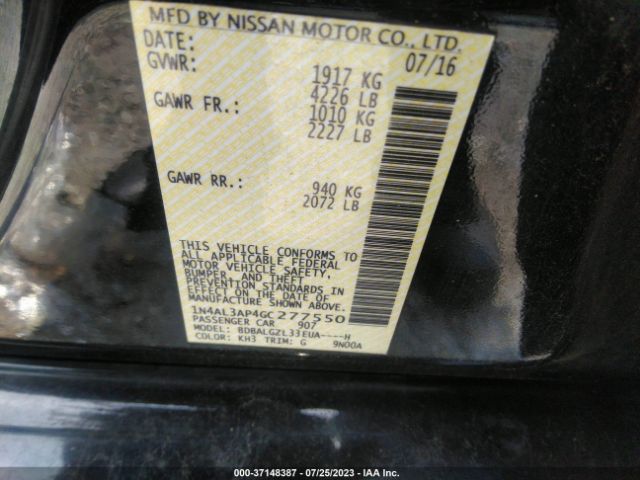 MFD BY NISSAN MOTOR CO., LTD.
DATE: 07/16
GVWR: 1917 KG
4226 LB
GAWR FR.: 1010 KG
2227 LB
GAWR RR.: 940 KG
2072 LB
THIS VEHICLE CONFORMS TO
ALL APPLICABLE FEDERAL
MOTOR VEHICLE SAFETY,
BUMPER, AND THEFT
PREVENTION STANDARDS IN
EFFECT ON THE DATE OF
MANUFACTURE SHOWN ABOVE.
1N4AL3AP4GC277550
PASSENGER CAR 907
MODEL: BDBALGZL33EUA----H
COLOR: KH3 TRIM: G 9N00A
000-37148387 - 07/25/2023 - IAA Inc.